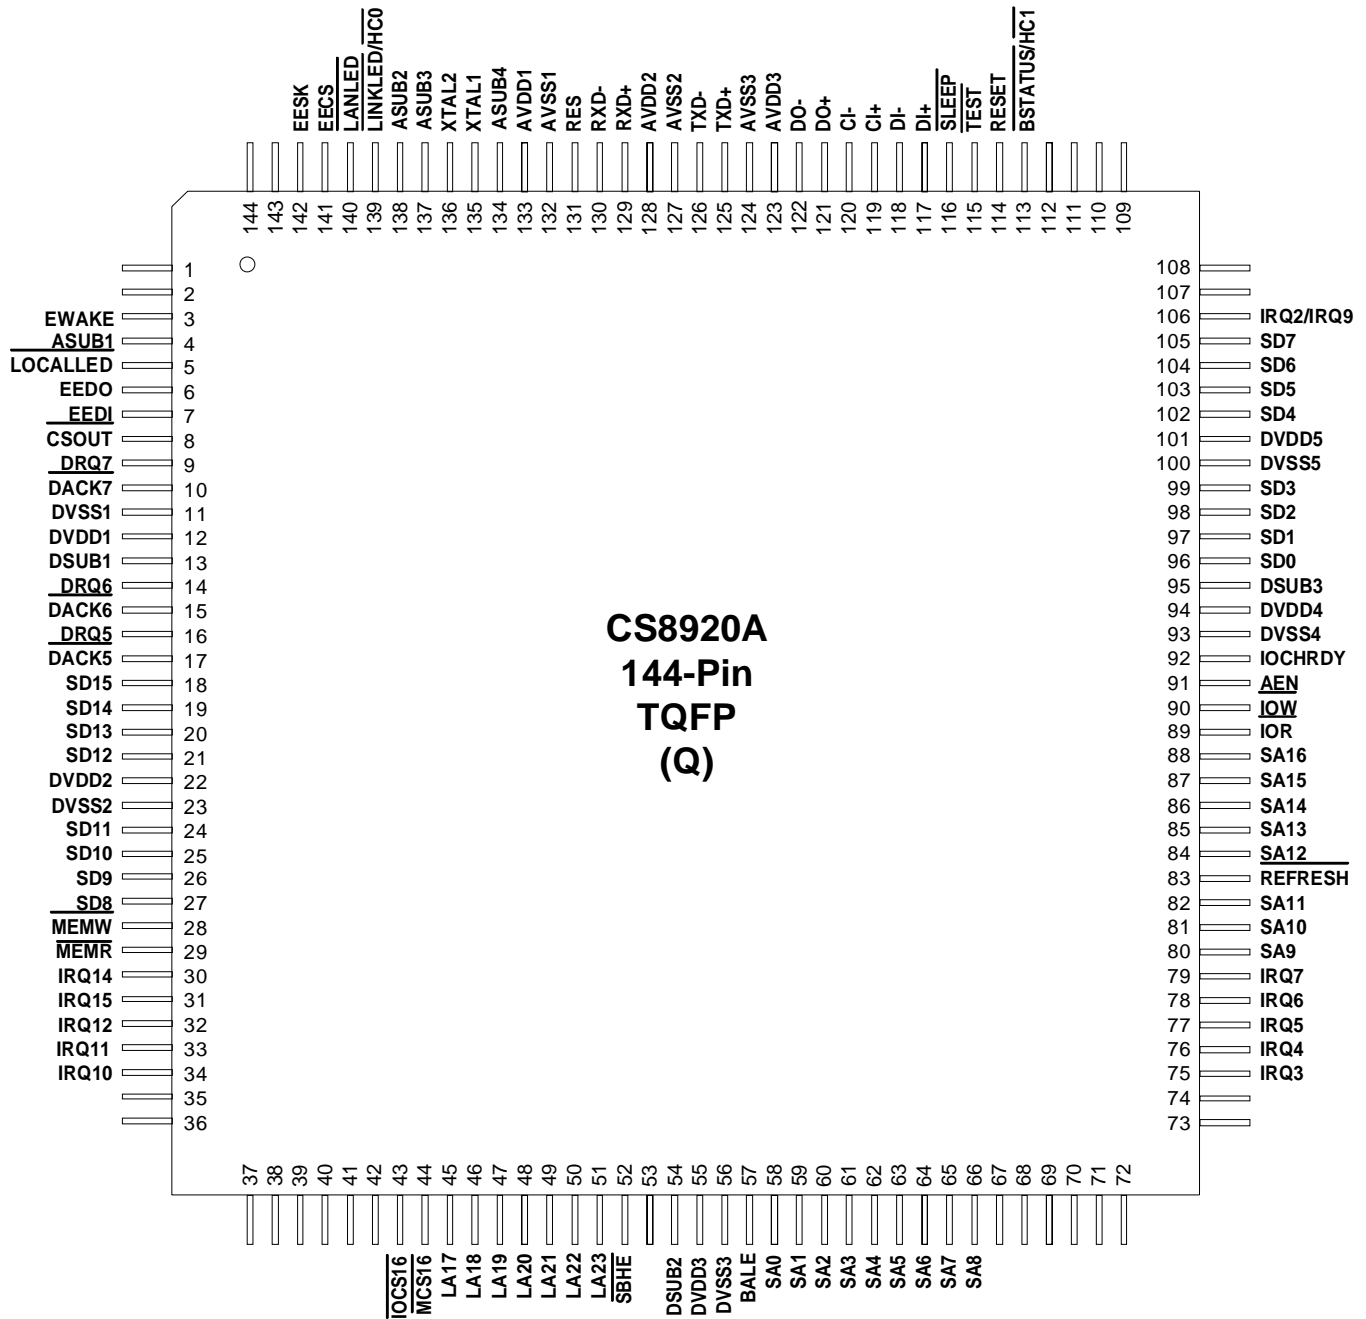 EESK
EECS
LANLED
LINKLED/HC0
ASUB2
ASUB3
XTAL2
XTAL1
ASUB4
AVDD1
AVSS1
RES
RXD-
RXD+
AVDD2
AVSS2
TXD-
TXD+
AVSS3
AVDD3
DO-
DO+
CI-
CI+
DI-
DI+
SLEEP
TEST
RESET
BSTATUS/HC1
144
143
142
141
140
139
138
137
136
135
134
133
132
131
130
129
128
127
126
125
124
123
122
121
120
119
118
117
116
115
114
113
112
111
110
109
1
2
EWAKE 3
ASUB1 4
LOCALLED 5
EEDO 6
EEDI 7
CSOUT 8
DRQ7 9
DACK7 10
DVSS1 11
DVDD1 12
DSUB1 13
DRQ6 14
DACK6 15
DRQ5 16
DACK5 17
SD15 18
SD14 19
SD13 20
SD12 21
DVDD2 22
DVSS2 23
SD11 24
SD10 25
SD9 26
SD8 27
MEMW 28
MEMR 29
IRQ14 30
IRQ15 31
IRQ12 32
IRQ11 33
IRQ10 34
35
36
CS8920A
144-Pin
TQFP
(Q)
108
107
106 IRQ2/IRQ9
105 SD7
104 SD6
103 SD5
102 SD4
101 DVDD5
100 DVSS5
99 SD3
98 SD2
97 SD1
96 SD0
95 DSUB3
94 DVDD4
93 DVSS4
92 IOCHRDY
91 AEN
90 IOW
89 IOR
88 SA16
87 SA15
86 SA14
85 SA13
84 SA12
83 REFRESH
82 SA11
81 SA10
80 SA9
79 IRQ7
78 IRQ6
77 IRQ5
76 IRQ4
75 IRQ3
74
73
37
38
39
40
41
42
43
44
45
46
47
48
49
50
51
52
53
54
55
56
57
58
59
60
61
62
63
64
65
66
67
68
69
70
71
72
IOCS16
MCS16
LA17
LA18
LA19
LA20
LA21
LA22
LA23
SBHE
DSUB2
DVDD3
DVSS3
BALE
SA0
SA1
SA2
SA3
SA4
SA5
SA6
SA7
SA8